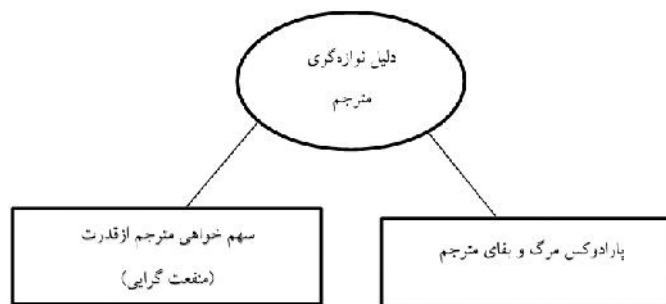 دلیل نوازه‌گری
مترجم
سهم خواهی مترجم ازقدرت
(منفعت گرایی)
پارادوکس مرگ و بقای مترجم